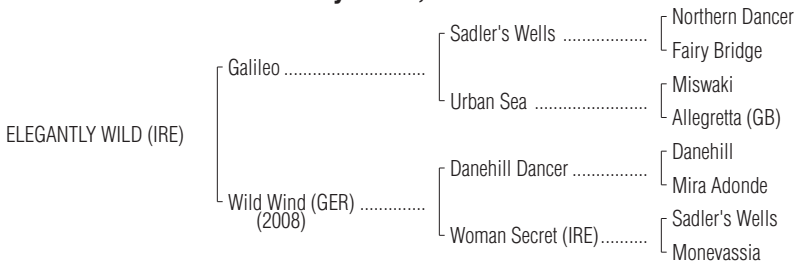 Northern Dancer
Sadler's Wells ...................
Fairy Bridge
Galileo ...............................
Miswaki
Urban Sea .........................
Allegretta (GB)
ELEGANTLY WILD (IRE)
Danehill
Danehill Dancer .................
Mira Adonde
Wild Wind (GER) ..............
(2008)
Sadler's Wells
Woman Secret (IRE)..........
Monevassia